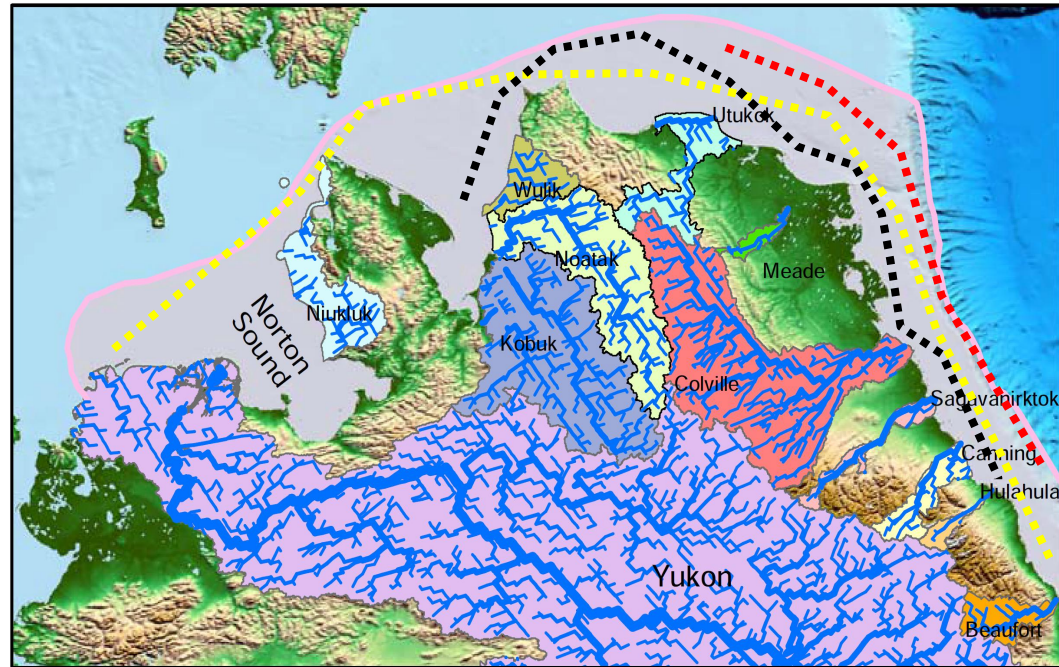 Utukok
Wulik
Noatak
Meade
Niukluk
Norton
Sound
Kobuk
Colville
Sagavanirktok
Canning
Hulahula
Yukon
Beaufort